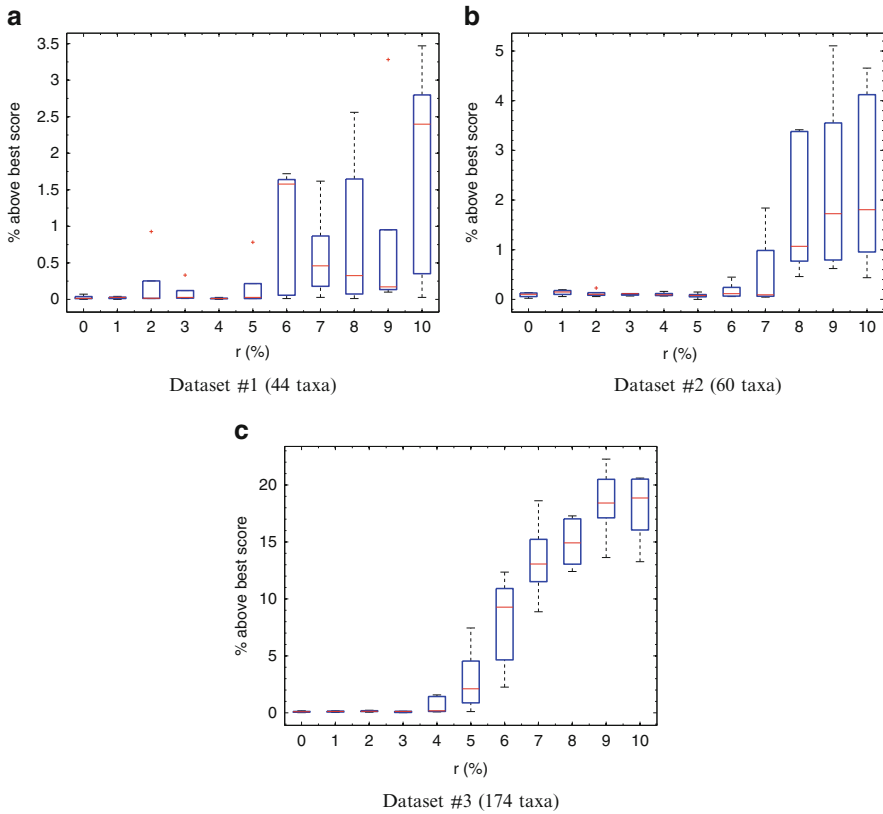 a
3.5
3
2.5
2
1.5
1
0.5
0
% above best score
0 1 2 3 4 5 6 7 8 9 10
r (%)
Dataset #1 (44 taxa)
b
5
4
3
2
1
0
% above best score
0 1 2 3 4 5 6 7 8 9 10
r (%)
Dataset #2 (60 taxa)
c
20
15
10
5
0
% above best score
0 1 2 3 4 5 6 7 8 9 10
r (%)
Dataset #3 (174 taxa)